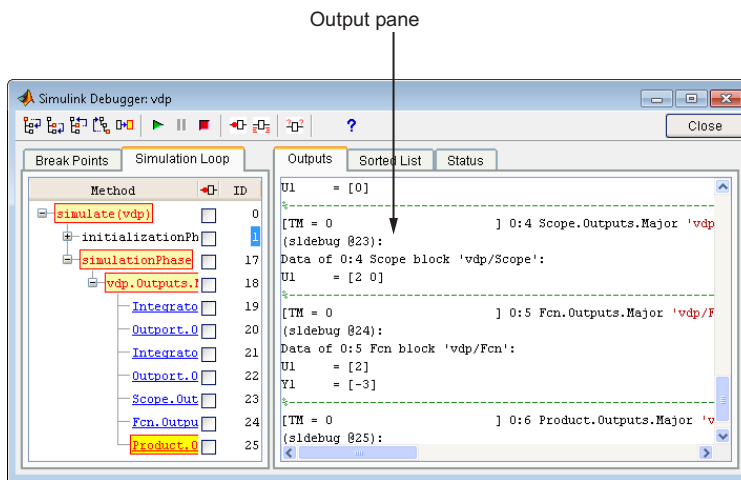 Output pane
Simulink Debugger: vdp
Close
Break Points
Simulation Loop
Outputs
Sorted List
Status
Method
ID
simulate(vdp)
0
initializationPh
1
simulationPhase
17
vdp.Outputs.
18
Integrato
19
Outport.0
20
Integrato
21
Outport.0
22
Scope.Out
23
Fcn.Outpu
24
Product.0
25
U1 = [0]
%----------------------------------------------------------------
[TM = 0 ] 0:4 Scope.Outputs.Major 'vdp
(sldebug @23):
Data of 0:4 Scope block 'vdp/Scope':
U1 = [2 0]
%----------------------------------------------------------------
[TM = 0 ] 0:5 Fcn.Outputs.Major 'vdp/F
(sldebug @24):
Data of 0:5 Fcn block 'vdp/Fcn':
U1 = [2]
Y1 = [-3]
%----------------------------------------------------------------
[TM = 0 ] 0:6 Product.Outputs.Major 'v
(sldebug @25):